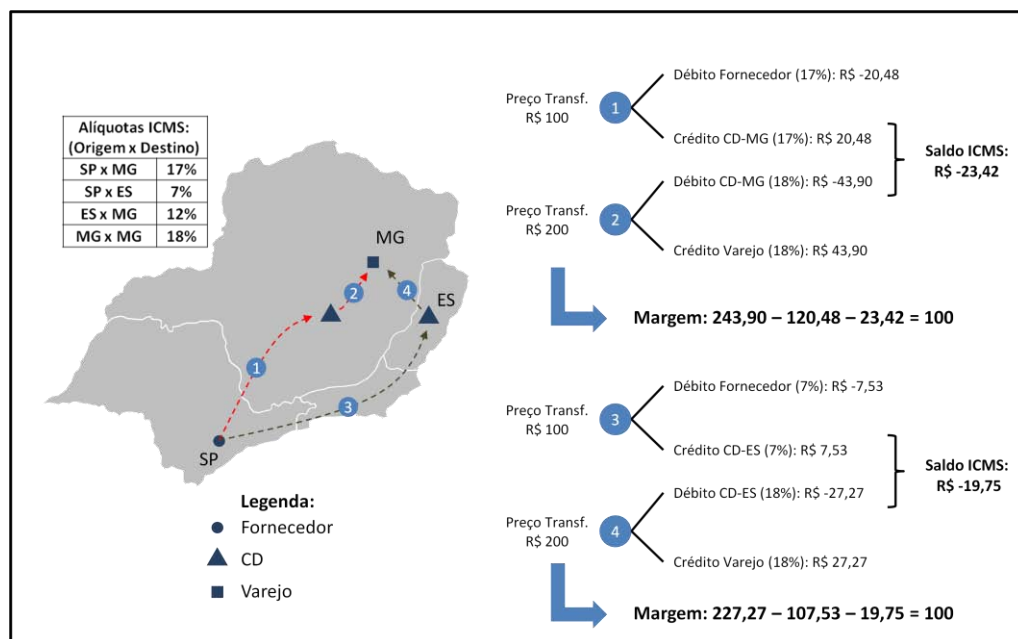 Alíquotas ICMS:
(Origem x Destino)
SP x MG 17%
SP x ES 7%
ES x MG 12%
MG x MG 18%
MG
ES
SP
1
2
3
4
Legenda:
Fornecedor
CD
Varejo
Preço Transf.
R$ 100
1
Débito Fornecedor (17%): R$ -20,48
Crédito CD-MG (17%): R$ 20,48
Preço Transf.
R$ 200
2
Débito CD-MG (18%): R$ -43,90
Crédito Varejo (18%): R$ 43,90
Saldo ICMS:
R$ -23,42
Margem: 243,90 – 120,48 – 23,42 = 100
Preço Transf.
R$ 100
3
Débito Fornecedor (7%): R$ -7,53
Crédito CD-ES (7%): R$ 7,53
Preço Transf.
R$ 200
4
Débito CD-ES (18%): R$ -27,27
Crédito Varejo (18%): R$ 27,27
Saldo ICMS:
R$ -19,75
Margem: 227,27 – 107,53 – 19,75 = 100